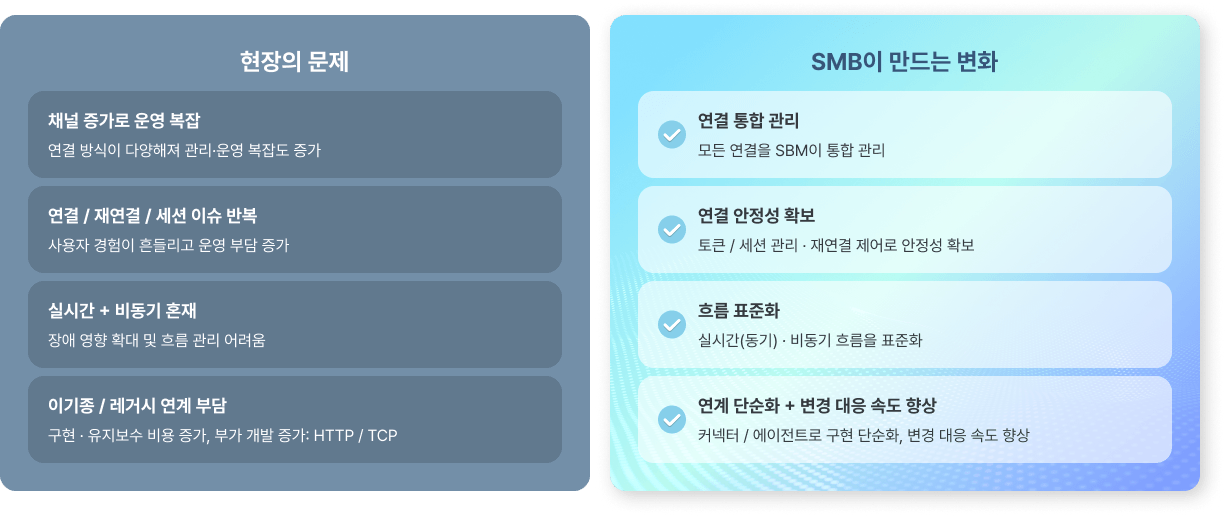 현장의 문제
채널 증가로 운영 복잡
연결 방식이 다양해져 관리·운영 복잡도 증가
연결 / 재연결 / 세션 이슈 반복
사용자 경험이 흔들리고 운영 부담 증가
실시간 + 비동기 혼재
장애 영향 확대 및 흐름 관리 어려움
이기종 / 레거시 연계 부담
구현 · 유지보수 비용 증가, 부가 개발 증가: HTTP / TCP
SMB이 만드는 변화
연결 통합 관리
모든 연결을 SBM이 통합 관리
연결 안정성 확보
토큰 / 세션 관리 · 재연결 제어로 안정성 확보
흐름 표준화
실시간(동기) · 비동기 흐름을 표준화
연계 단순화 + 변경 대응 속도 향상
커넥터 / 에이전트로 구현 단순화, 변경 대응 속도 향상